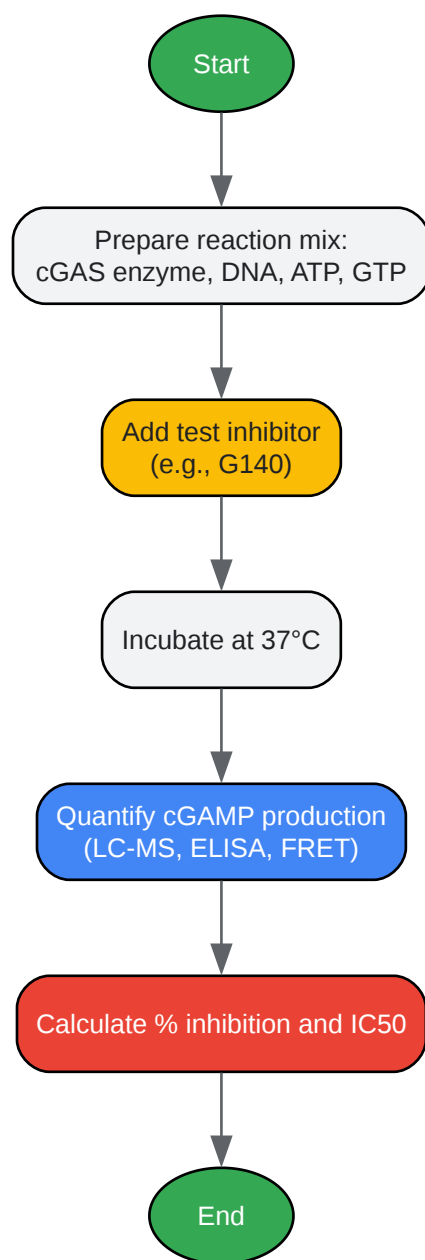 Start
Prepare reaction mix:
cGAS enzyme, DNA, ATP, GTP
Add test inhibitor
(e.g., G140)
Incubate at 37°C
Quantify cGAMP production
(LC-MS, ELISA, FRET)
Calculate % inhibition and IC50
End